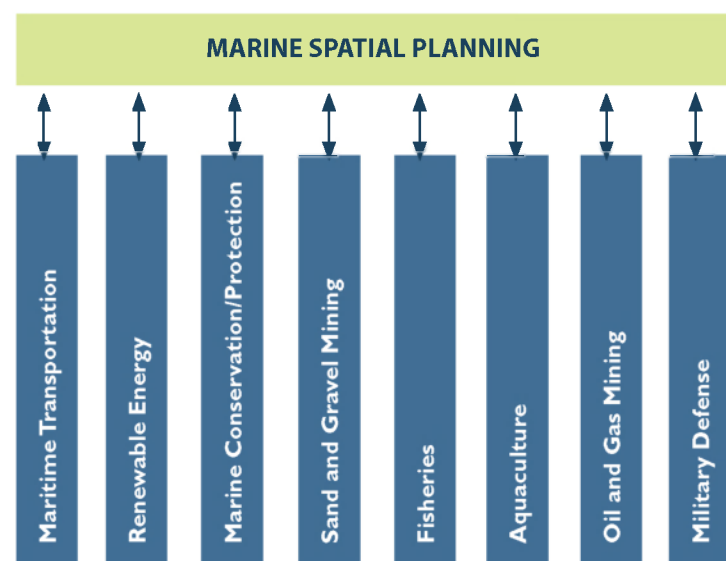 MARINE SPATIAL PLANNING
Maritime Transportation
Renewable Energy
Marine Conservation/Protection
Sand and Gravel Mining
Fisheries
Aquaculture
Oil and Gas Mining
Military Defense